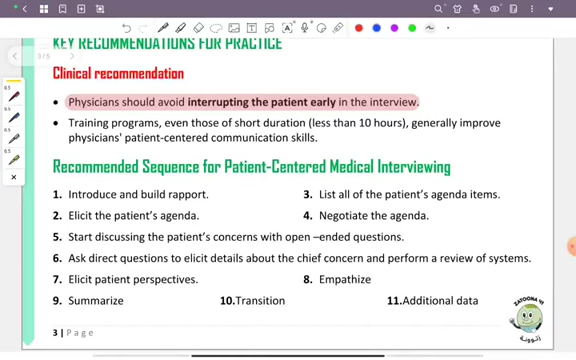 KEY RECOMMENDATIONS FOR PRACTICE
3/5
Clinical recommendation
• Physicians should avoid interrupting the patient early in the interview.
• Training programs, even those of short duration (less than 10 hours), generally improve
physicians' patient-centered communication skills.
Recommended Sequence for Patient-Centered Medical Interviewing
1. Introduce and build rapport.
3. List all of the patient's agenda items.
2. Elicit the patient's agenda.
4. Negotiate the agenda.
5. Start discussing the patient's concerns with open –ended questions.
6. Ask direct questions to elicit details about the chief concern and perform a review of systems.
7. Elicit patient perspectives.
8. Empathize
9. Summarize
10.Transition
11.Additional data
3 | Page
زتوونة